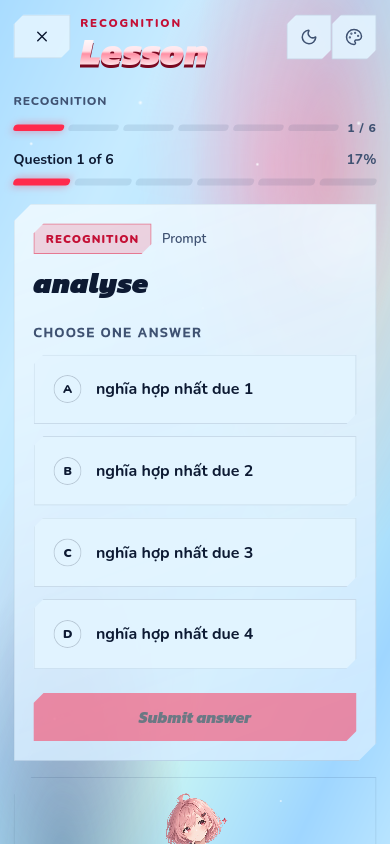 RECOGNITION
Lesson
RECOGNITION
1 / 6
Question 1 of 6
17%
RECOGNITION
Prompt
analyse
CHOOSE ONE ANSWER
A
nghĩa hợp nhất due 1
B
nghĩa hợp nhất due 2
C
nghĩa hợp nhất due 3
D
nghĩa hợp nhất due 4
Submit answer